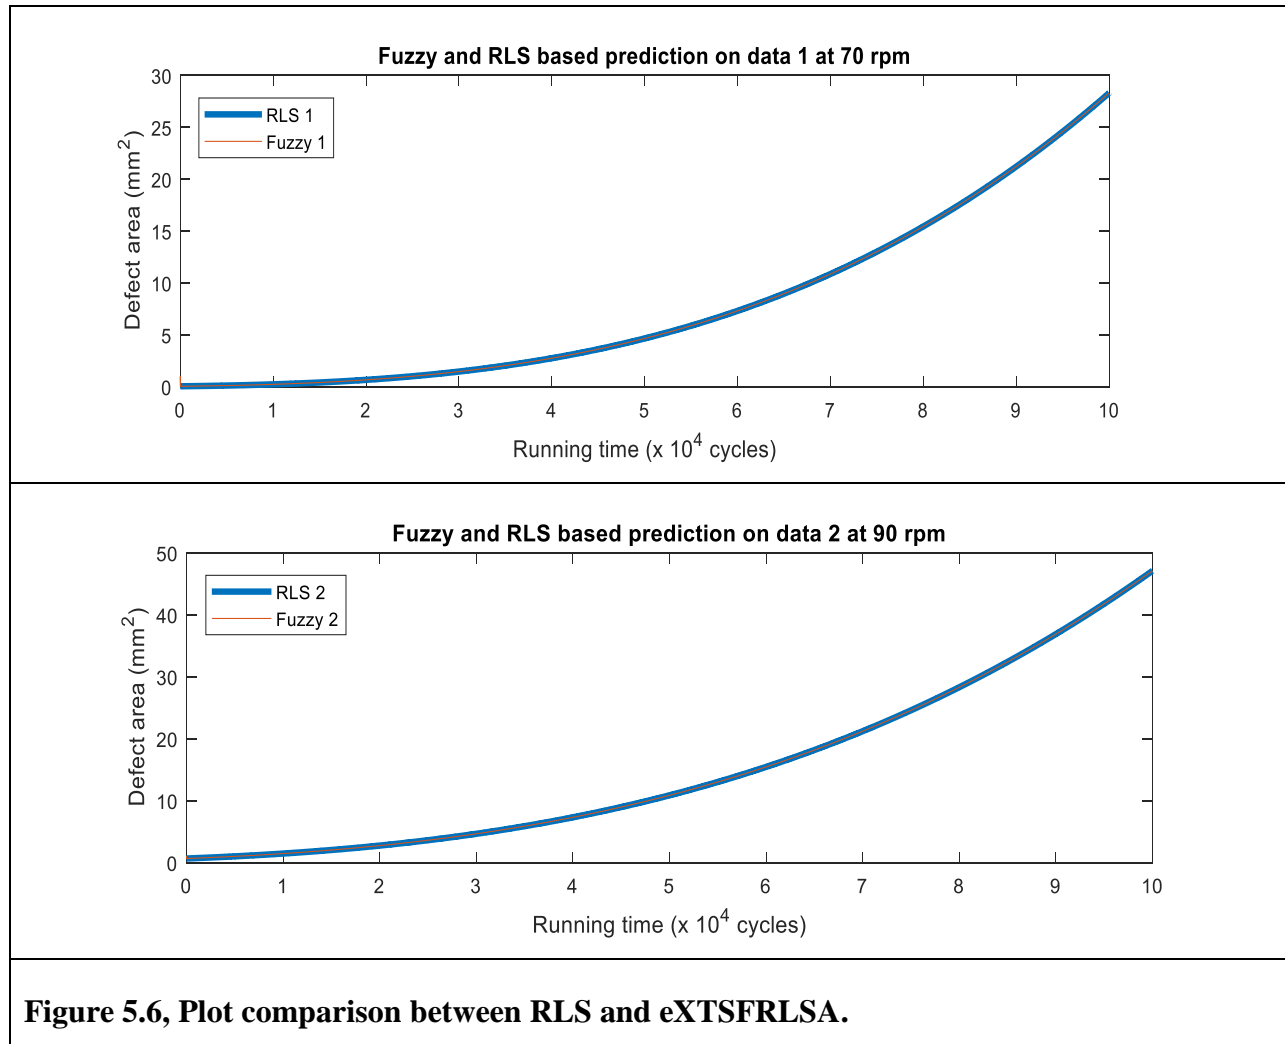 Fuzzy and RLS based prediction on data 1 at 70 rpm
30
25
20
15
10
5
0
Defect area (mm²)
RLS 1
Fuzzy 1
0 1 2 3 4 5 6 7 8 9 10
Running time (x 10⁴ cycles)
Fuzzy and RLS based prediction on data 2 at 90 rpm
50
40
30
20
10
0
Defect area (mm²)
RLS 2
Fuzzy 2
0 1 2 3 4 5 6 7 8 9 10
Running time (x 10⁴ cycles)
Figure 5.6, Plot comparison between RLS and eXTSFRLSA.